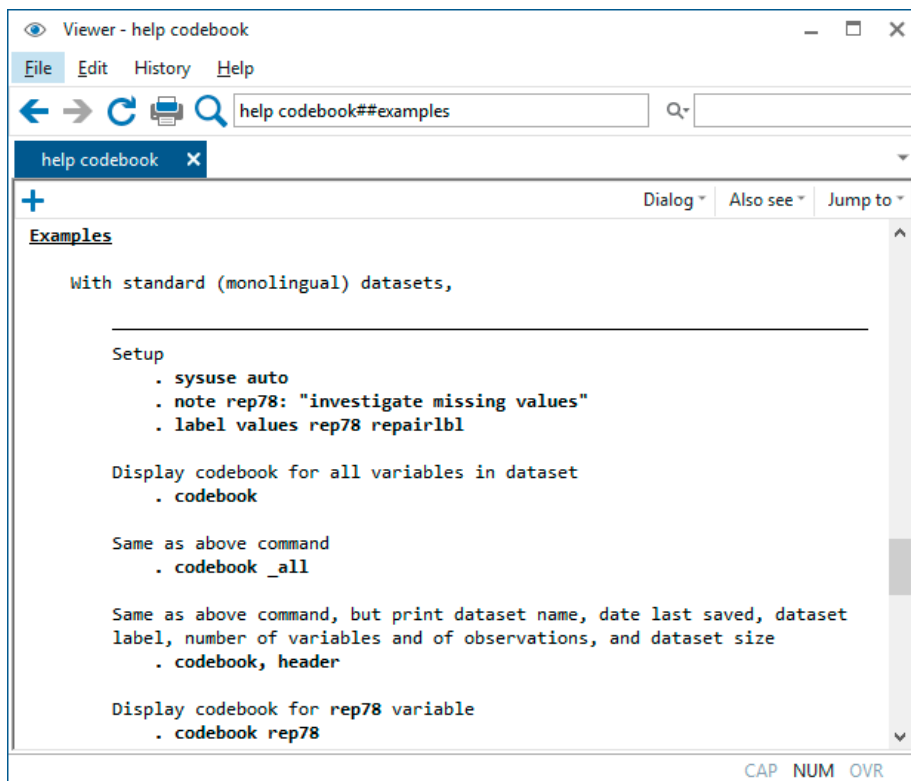 Viewer - help codebook
File Edit History Help
help codebook##examples
help codebook
Dialog Also see Jump to
Examples
With standard (monolingual) datasets,
Setup
. sysuse auto
. note rep78: "investigate missing values"
. label values rep78 repairlbl
Display codebook for all variables in dataset
. codebook
Same as above command
. codebook _all
Same as above command, but print dataset name, date last saved, dataset
label, number of variables and of observations, and dataset size
. codebook, header
Display codebook for rep78 variable
. codebook rep78
CAP NUM OVR